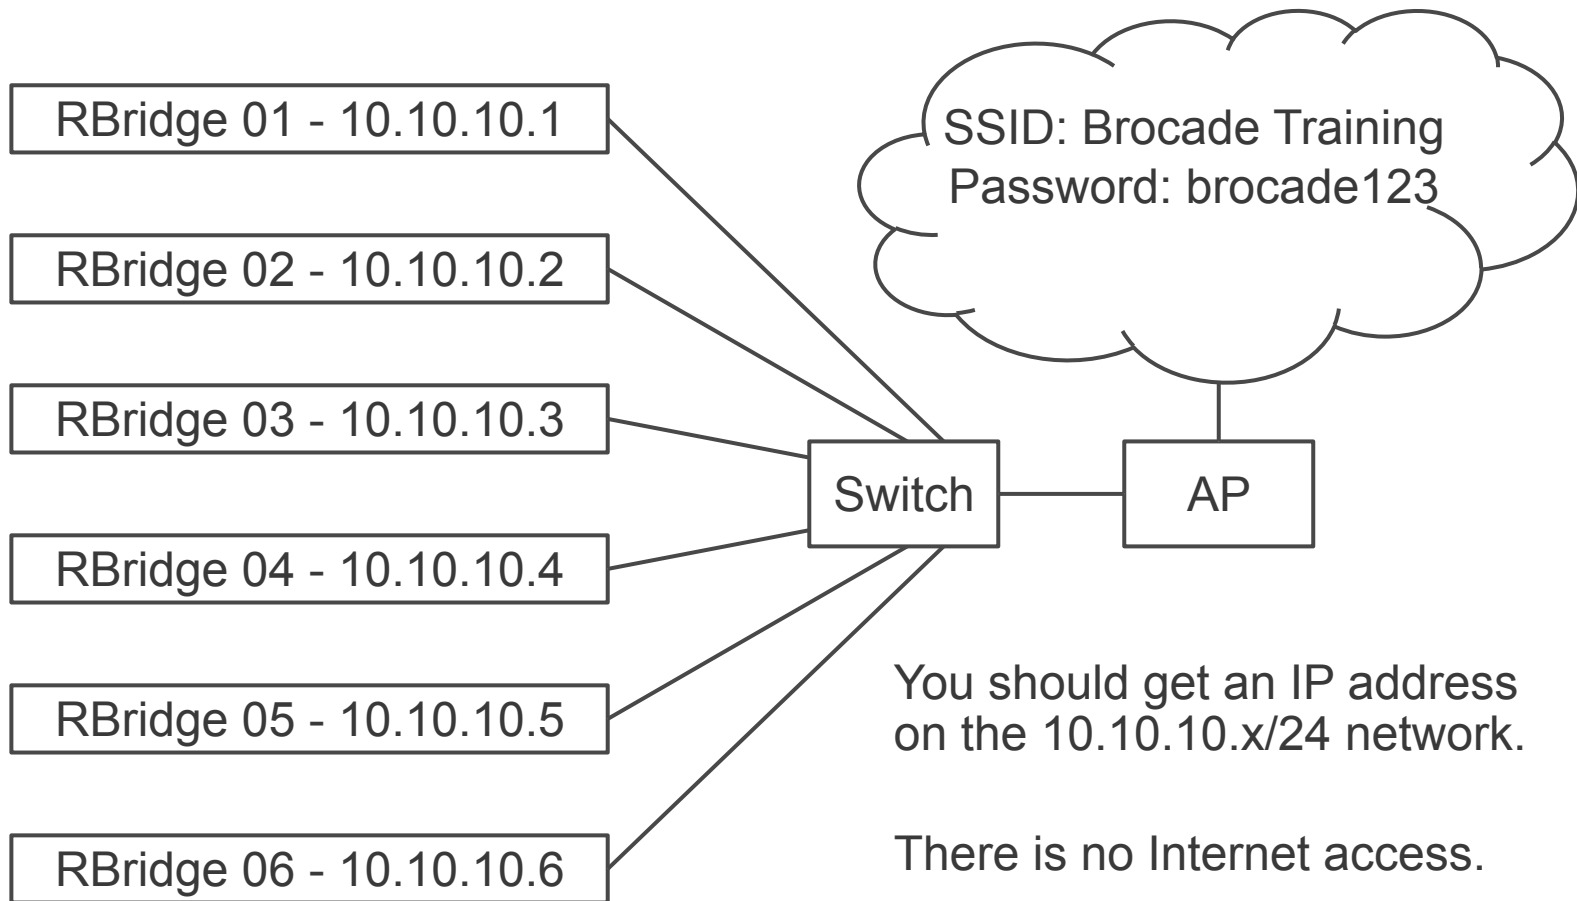 RBridge 01 - 10.10.10.1
RBridge 02 - 10.10.10.2
RBridge 03 - 10.10.10.3
RBridge 04 - 10.10.10.4
RBridge 05 - 10.10.10.5
RBridge 06 - 10.10.10.6
Switch
AP
SSID: Brocade Training
Password: brocade123
You should get an IP address
on the 10.10.10.x/24 network.
There is no Internet access.